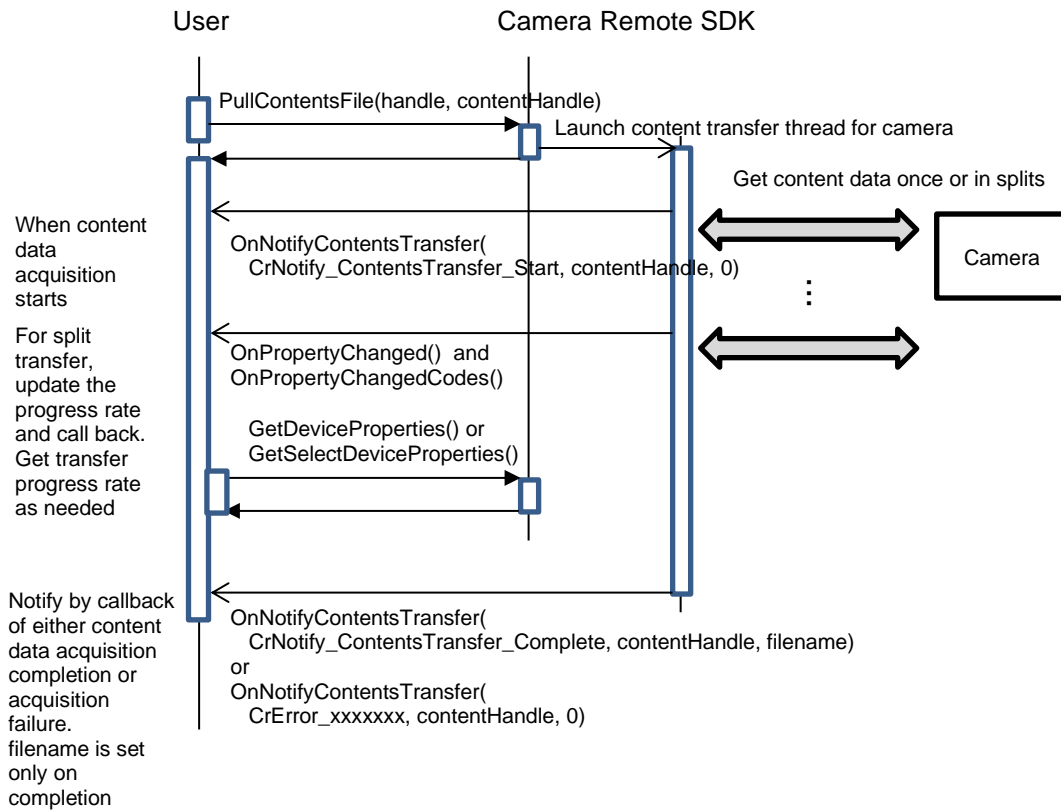 User
Camera Remote SDK
PullContentsFile(handle, contentHandle)
Launch content transfer thread for camera
Get content data once or in splits
When content
data
acquisition
starts
OnNotifyContentsTransfer(
CrNotify_ContentsTransfer_Start, contentHandle, 0)
Camera
⋮
For split
transfer,
update the
progress rate
and call back.
Get transfer
progress rate
as needed
OnPropertyChanged() and
OnPropertyChangedCodes()
GetDeviceProperties() or
GetSelectDeviceProperties()
Notify by callback
of either content
data acquisition
completion or
acquisition
failure.
filename is set
only on
completion
OnNotifyContentsTransfer(
CrNotify_ContentsTransfer_Complete, contentHandle, filename)
or
OnNotifyContentsTransfer(
CrError_xxxxxxx, contentHandle, 0)